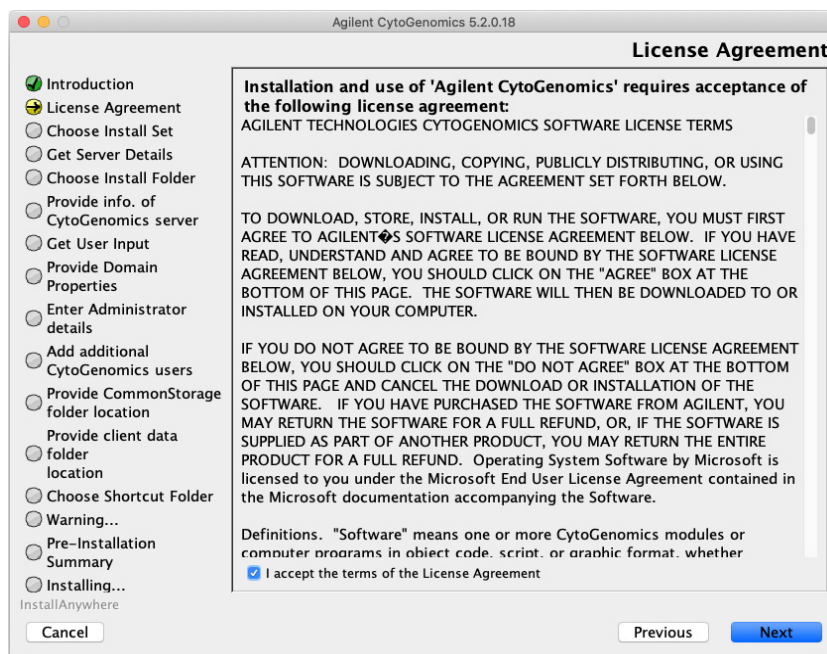 Agilent CytoGenomics 5.2.0.18
License Agreement
Introduction
License Agreement
Choose Install Set
Get Server Details
Choose Install Folder
Provide info. of
CytoGenomics server
Get User Input
Provide Domain
Properties
Enter Administrator
details
Add additional
CytoGenomics users
Provide CommonStorage
folder location
Provide client data
folder
location
Choose Shortcut Folder
Warning...
Pre-Installation
Summary
Installing...
Installation and use of 'Agilent CytoGenomics' requires acceptance of
the following license agreement:
AGILENT TECHNOLOGIES CYTOGENOMICS SOFTWARE LICENSE TERMS
ATTENTION:  DOWNLOADING, COPYING, PUBLICLY DISTRIBUTING, OR USING
THIS SOFTWARE IS SUBJECT TO THE AGREEMENT SET FORTH BELOW.
TO DOWNLOAD, STORE, INSTALL, OR RUN THE SOFTWARE, YOU MUST FIRST
AGREE TO AGILENT�S SOFTWARE LICENSE AGREEMENT BELOW.  IF YOU HAVE
READ, UNDERSTAND AND AGREE TO BE BOUND BY THE SOFTWARE LICENSE
AGREEMENT BELOW, YOU SHOULD CLICK ON THE "AGREE" BOX AT THE
BOTTOM OF THIS PAGE.  THE SOFTWARE WILL THEN BE DOWNLOADED TO OR
INSTALLED ON YOUR COMPUTER.
IF YOU DO NOT AGREE TO BE BOUND BY THE SOFTWARE LICENSE AGREEMENT
BELOW, YOU SHOULD CLICK ON THE "DO NOT AGREE" BOX AT THE BOTTOM
OF THIS PAGE AND CANCEL THE DOWNLOAD OR INSTALLATION OF THE
SOFTWARE.   IF YOU HAVE PURCHASED THE SOFTWARE FROM AGILENT, YOU
MAY RETURN THE SOFTWARE FOR A FULL REFUND, OR, IF THE SOFTWARE IS
SUPPLIED AS PART OF ANOTHER PRODUCT, YOU MAY RETURN THE ENTIRE
PRODUCT FOR A FULL REFUND.  Operating System Software by Microsoft is
licensed to you under the Microsoft End User License Agreement contained in
the Microsoft documentation accompanying the Software.
Definitions.  "Software" means one or more CytoGenomics modules or
computer programs in object code, script, or graphic format, whether
I accept the terms of the License Agreement
InstallAnywhere
Cancel
Previous
Next